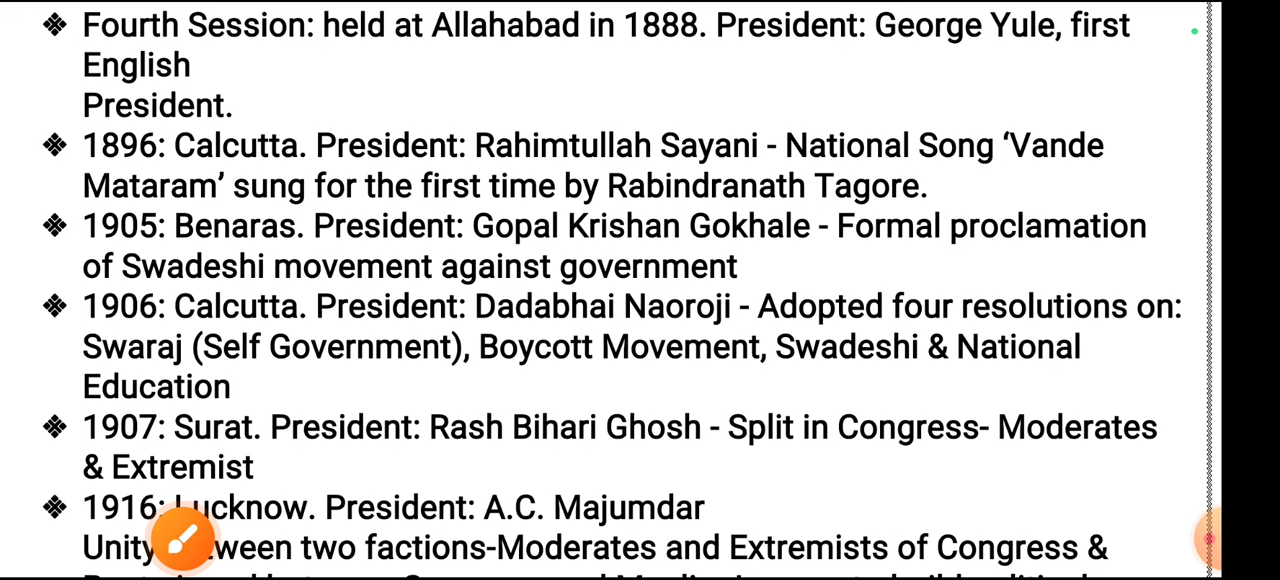 ❖ Fourth Session: held at Allahabad in 1888. President: George Yule, first
English
President.
❖ 1896: Calcutta. President: Rahimtullah Sayani - National Song ‘Vande
Mataram’ sung for the first time by Rabindranath Tagore.
❖ 1905: Benaras. President: Gopal Krishan Gokhale - Formal proclamation
of Swadeshi movement against government
❖ 1906: Calcutta. President: Dadabhai Naoroji - Adopted four resolutions on:
Swaraj (Self Government), Boycott Movement, Swadeshi & National
Education
❖ 1907: Surat. President: Rash Bihari Ghosh - Split in Congress- Moderates
& Extremist
❖ 1916: Lucknow. President: A.C. Majumdar
Unity two factions-Moderates and Extremists of Congress &